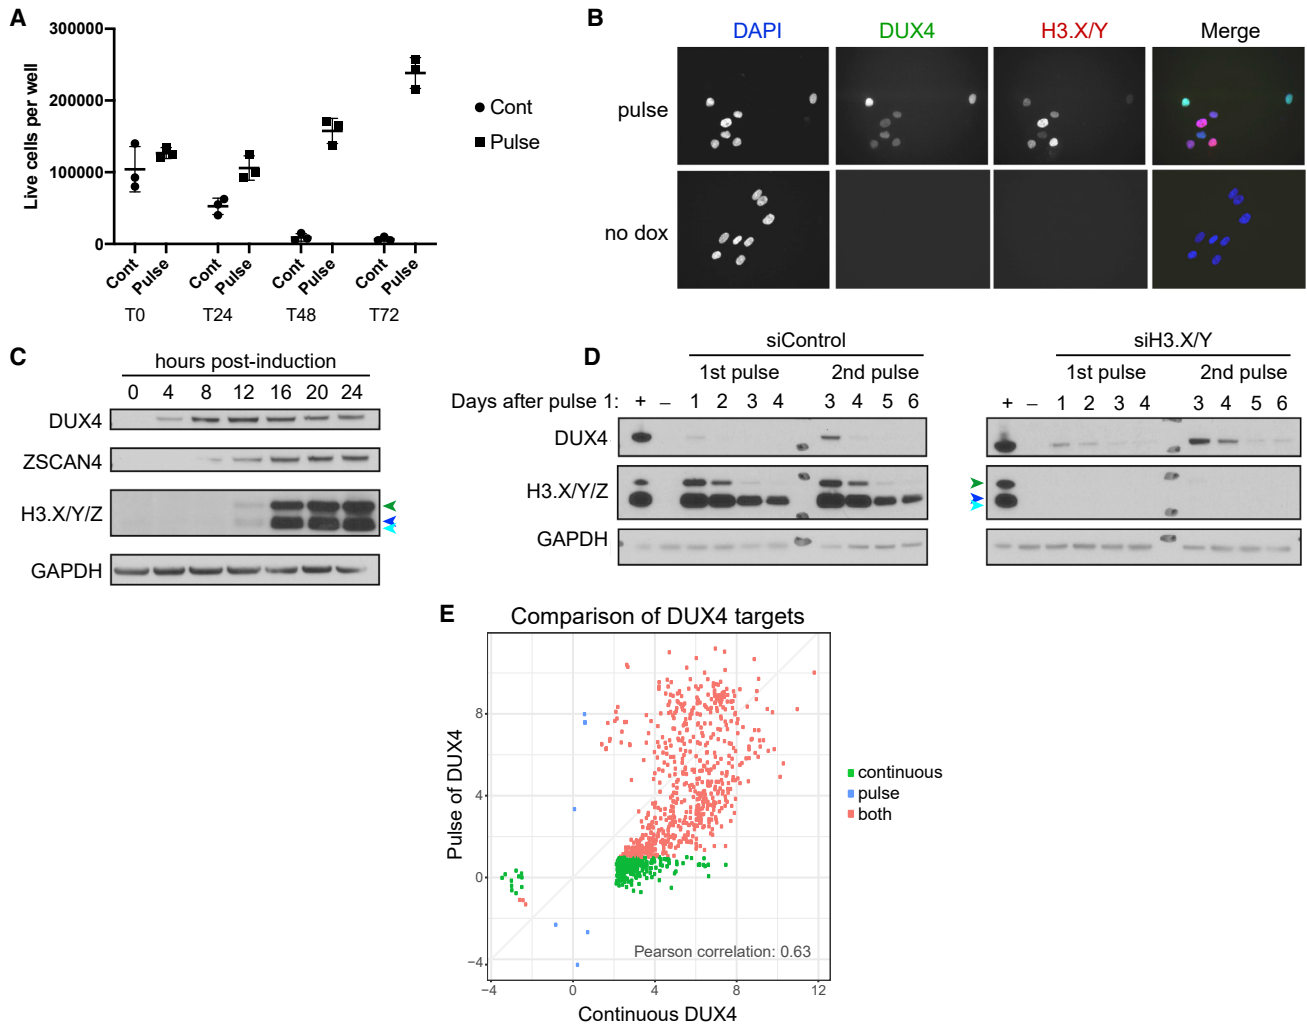 A
Live cells per well
300000
200000
100000
0
Cont Pulse Cont Pulse Cont Pulse Cont Pulse
T0 T24 T48 T72
Cont
Pulse
B
DAPI DUX4 H3.X/Y Merge
pulse
no dox
C
hours post-induction
0 4 8 12 16 20 24
DUX4
ZSCAN4
H3.X/Y/Z
GAPDH
D
siControl siH3.X/Y
1st pulse 2nd pulse 1st pulse 2nd pulse
Days after pulse 1: + – 1 2 3 4 3 4 5 6 + – 1 2 3 4 3 4 5 6
DUX4
H3.X/Y/Z
GAPDH
E
Comparison of DUX4 targets
Pulse of DUX4
8
4
0
−4
Pearson correlation: 0.63
−4 0 4 8 12
Continuous DUX4
continuous
pulse
both